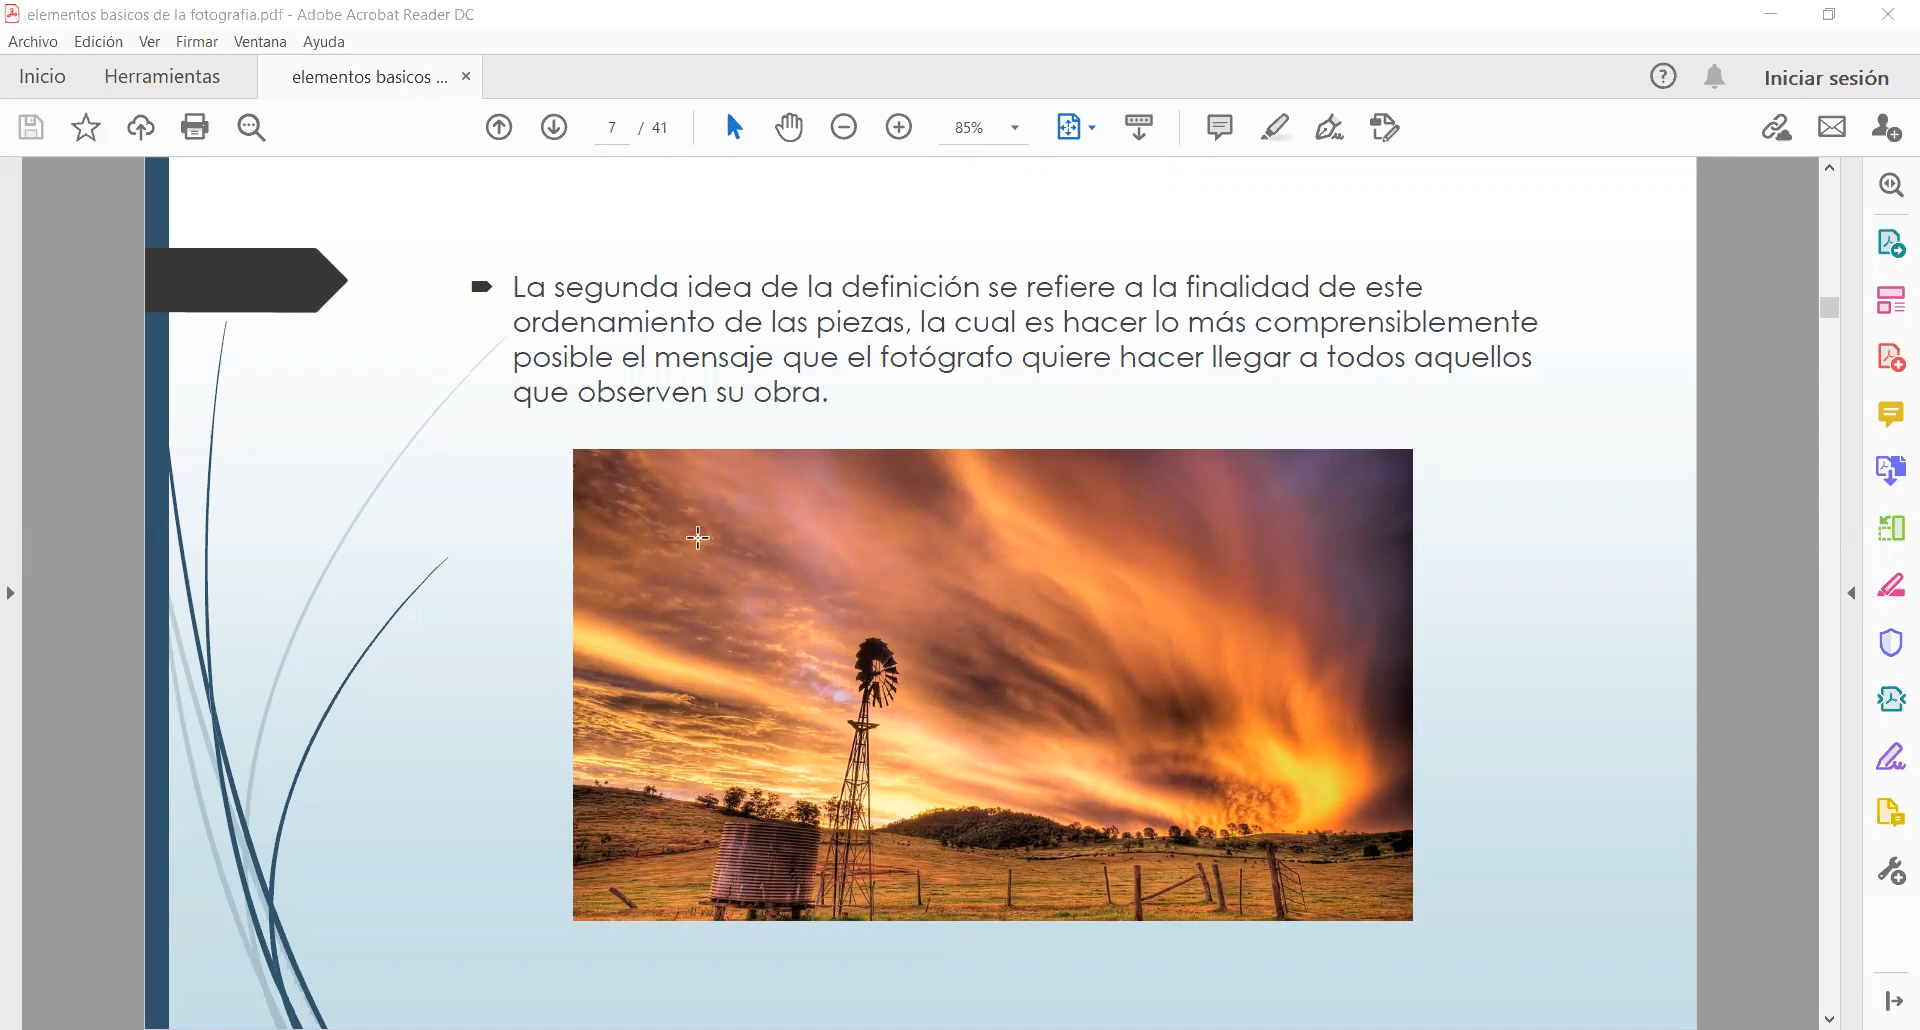 elementos basicos de la fotografia.pdf - Adobe Acrobat Reader DC
Archivo Edición Ver Firmar Ventana Ayuda
Inicio Herramientas elementos basicos ... × Iniciar sesión
7 / 41 85%
La segunda idea de la definición se refiere a la finalidad de este
ordenamiento de las piezas, la cual es hacer lo más comprensiblemente
posible el mensaje que el fotógrafo quiere hacer llegar a todos aquellos
que observen su obra.